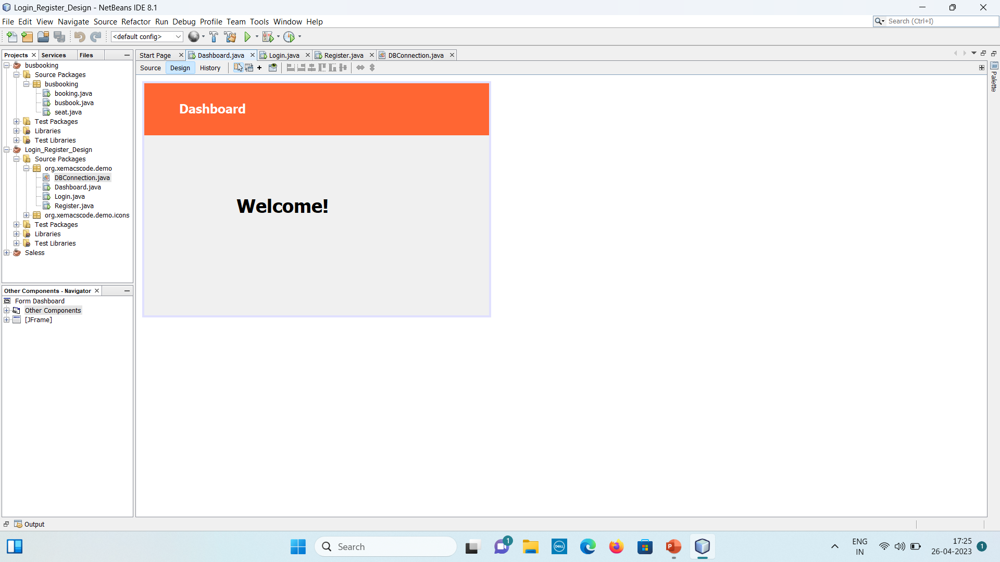 Login_Register_Design - NetBeans IDE 8.1
File Edit View Navigate Source Refactor Run Debug Profile Team Tools Window Help
Search (Ctrl+I)
<default config>
Projects Services Files
Start Page Dashboard.java Login.java Register.java DBConnection.java
Source Design History
Palette
busbooking
Source Packages
busbooking
booking.java
busbook.java
seat.java
Test Packages
Libraries
Test Libraries
Login_Register_Design
Source Packages
org.xemacscode.demo
DBConnection.java
Dashboard.java
Login.java
Register.java
org.xemacscode.demo.icons
Test Packages
Libraries
Test Libraries
Saless
Dashboard
Welcome!
Other Components - Navigator
Form Dashboard
Other Components
[JFrame]
Output
Search
1
DELL
P
ENG
IN
17:25
26-04-2023
1